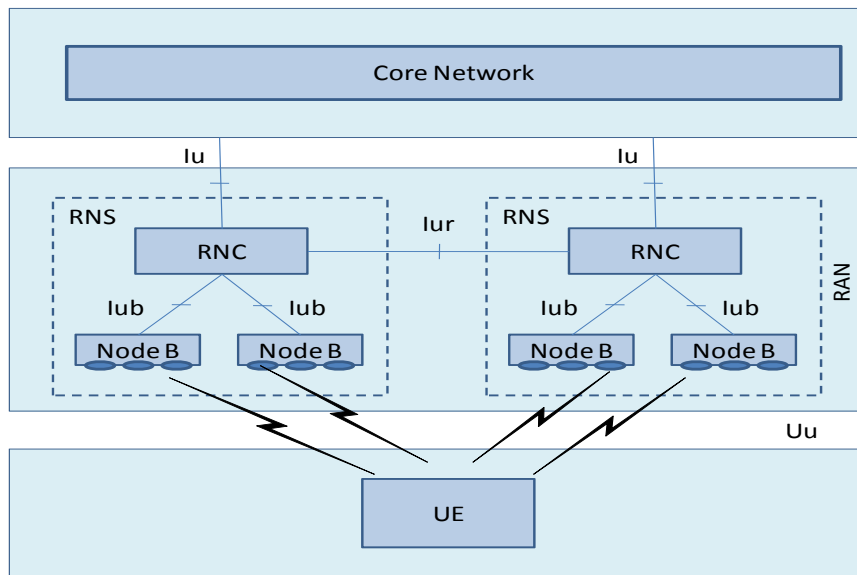 Core Network
Iu
Iu
RNS
RNS
Iur
RNC
RNC
RAN
Iub
Iub
Iub
Iub
Node B
Node B
Node B
Node B
Uu
UE